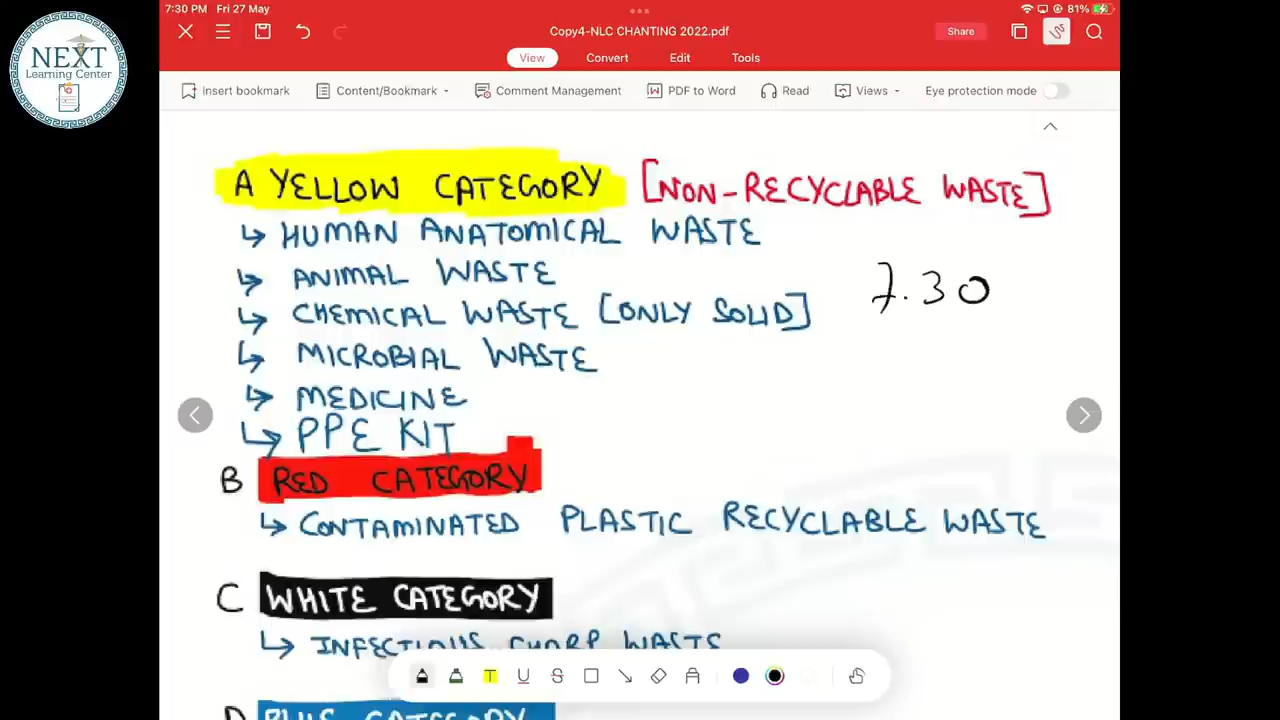 7:30 PM Fri 27 May
81%
NEXT
Learning Center
Copy4-NLC CHANTING 2022.pdf
Share
View Convert Edit Tools
Insert bookmark Content/Bookmark Comment Management PDF to Word Read Views Eye protection mode
A YELLOW CATEGORY [NON-RECYCLABLE WASTE]
↳ HUMAN ANATOMICAL WASTE
↳ ANIMAL WASTE
7.30
↳ CHEMICAL WASTE [ONLY SOLID]
↳ MICROBIAL WASTE
↳ MEDICINE
↳ PPE KIT
B RED CATEGORY
↳ CONTAMINATED PLASTIC RECYCLABLE WASTE
C WHITE CATEGORY
↳ INFECTIOUS SHARP WASTE
T U S
D BLUE CATEGORY